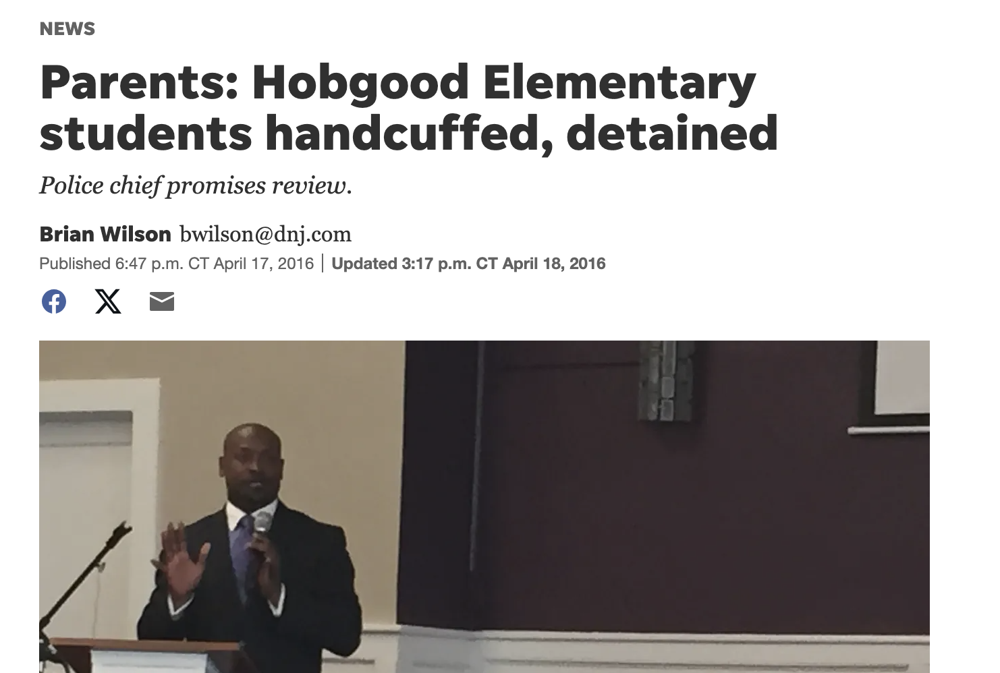 NEWS
Parents: Hobgood Elementary
students handcuffed, detained
Police chief promises review.
Brian Wilson bwilson@dnj.com
Published 6:47 p.m. CT April 17, 2016 | Updated 3:17 p.m. CT April 18, 2016